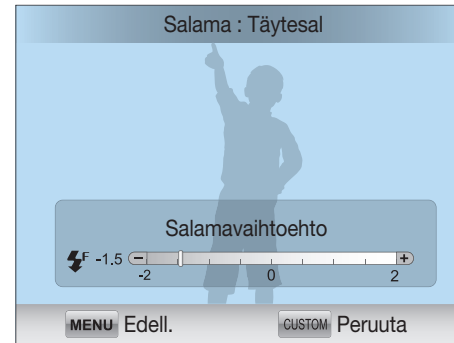 Salama : Täytesal
Salamavaihtoehto
F -1.5 − +
-2 0 2
MENU Edell. CUSTOM Peruuta